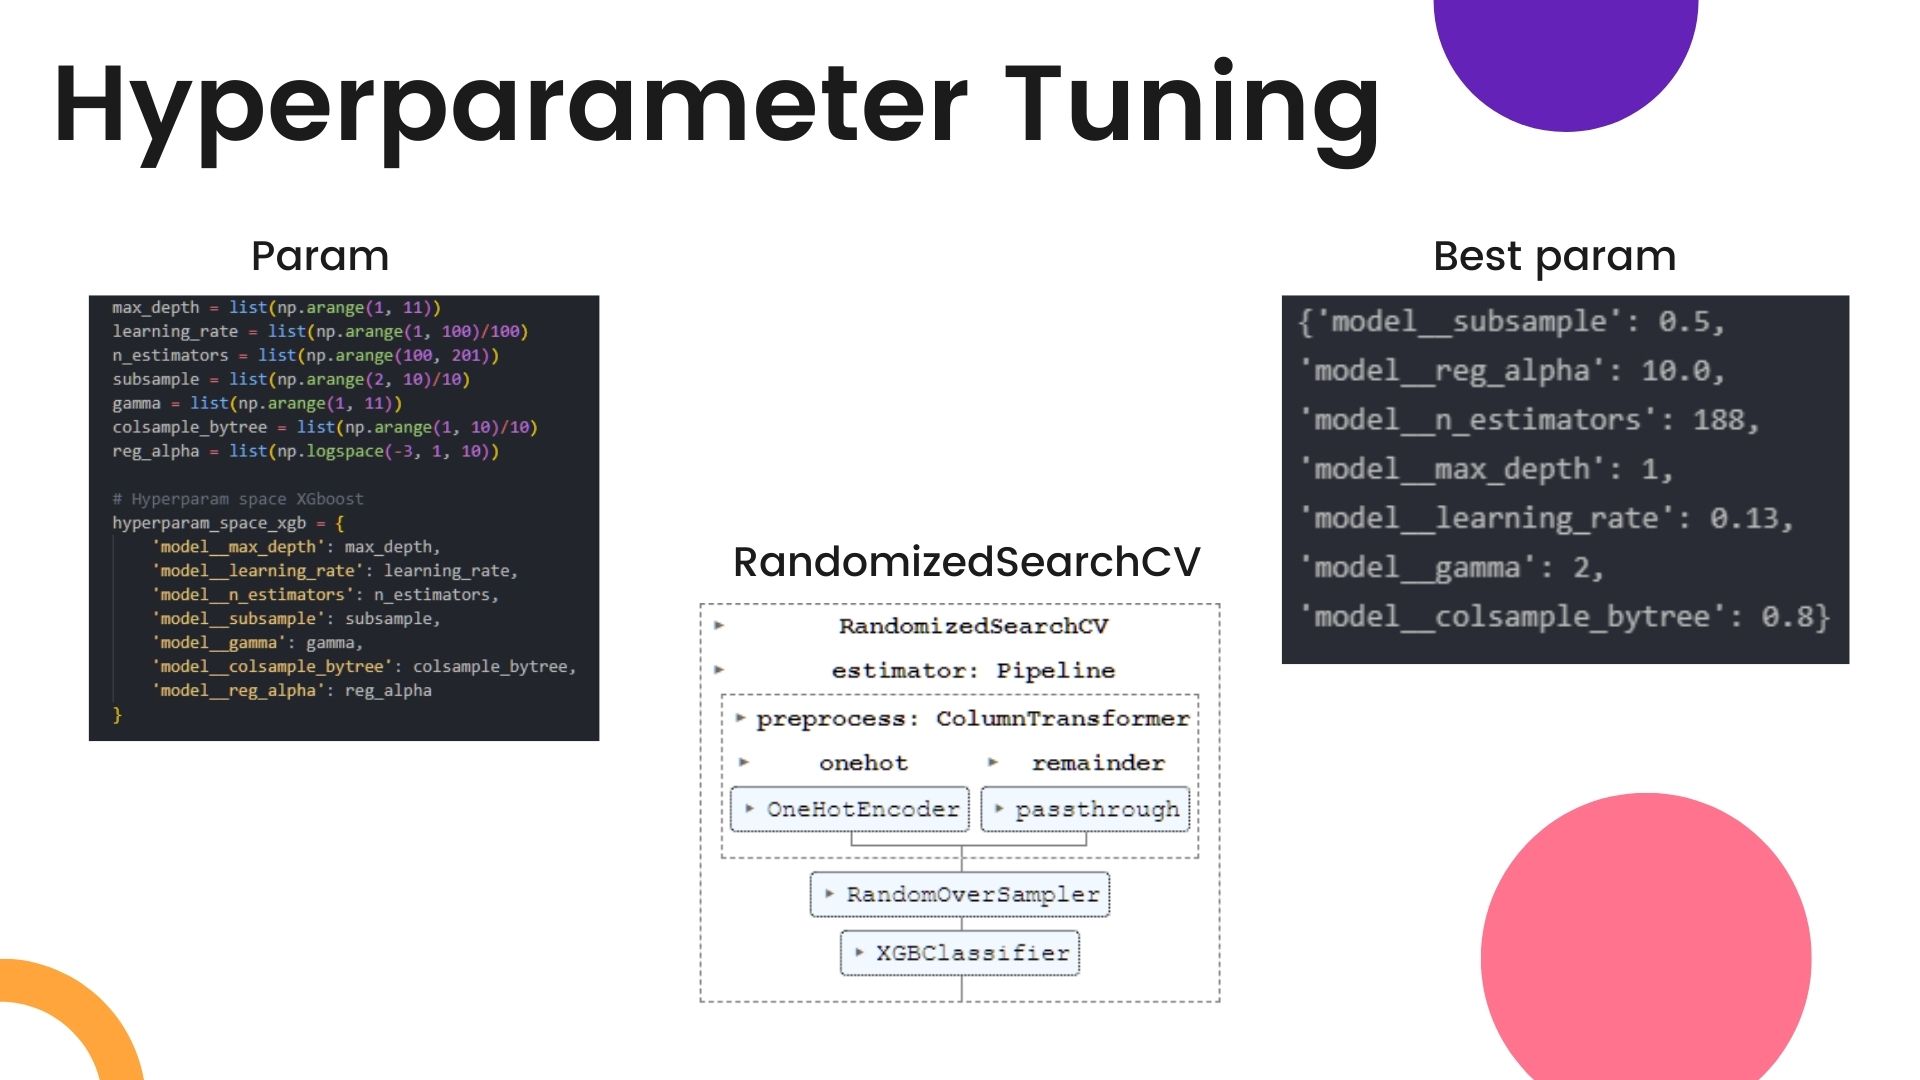 Hyperparameter Tuning
Param
max_depth = list(np.arange(1, 11))
learning_rate = list(np.arange(1, 100)/100)
n_estimators = list(np.arange(100, 201))
subsample = list(np.arange(2, 10)/10)
gamma = list(np.arange(1, 11))
colsample_bytree = list(np.arange(1, 10)/10)
reg_alpha = list(np.logspace(-3, 1, 10))
# Hyperparam space XGboost
hyperparam_space_xgb = {
'model__max_depth': max_depth,
'model__learning_rate': learning_rate,
'model__n_estimators': n_estimators,
'model__subsample': subsample,
'model__gamma': gamma,
'model__colsample_bytree': colsample_bytree,
'model__reg_alpha': reg_alpha
}
RandomizedSearchCV
RandomizedSearchCV
estimator: Pipeline
preprocess: ColumnTransformer
onehot remainder
OneHotEncoder passthrough
RandomOverSampler
XGBClassifier
Best param
{'model__subsample': 0.5,
'model__reg_alpha': 10.0,
'model__n_estimators': 188,
'model__max_depth': 1,
'model__learning_rate': 0.13,
'model__gamma': 2,
'model__colsample_bytree': 0.8}